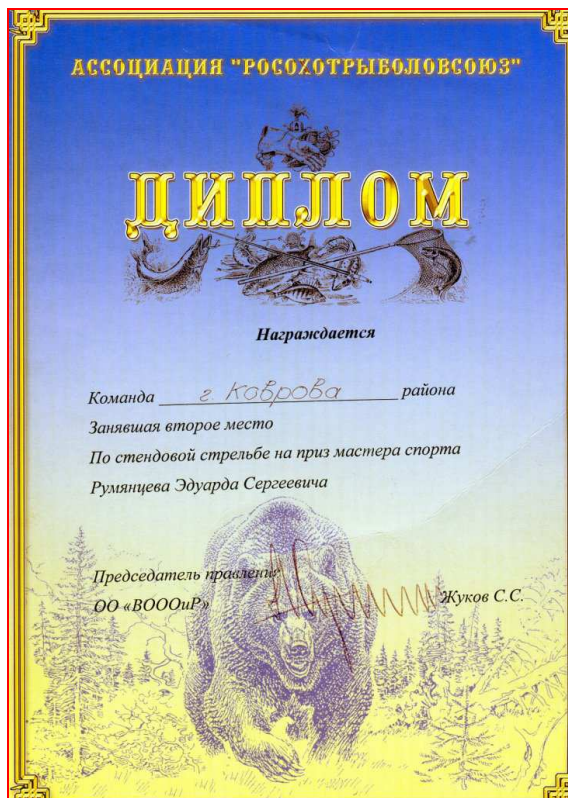 АССОЦИАЦИЯ "РОСОХОТРЫБОЛОВСОЮЗ"
ДИПЛОМ
Награждается
Команда г. Коврова района
Занявшая второе место
По стендовой стрельбе на приз мастера спорта
Румянцева Эдуарда Сергеевича
Председатель правления
ОО «ВОООиР» Жуков С.С.